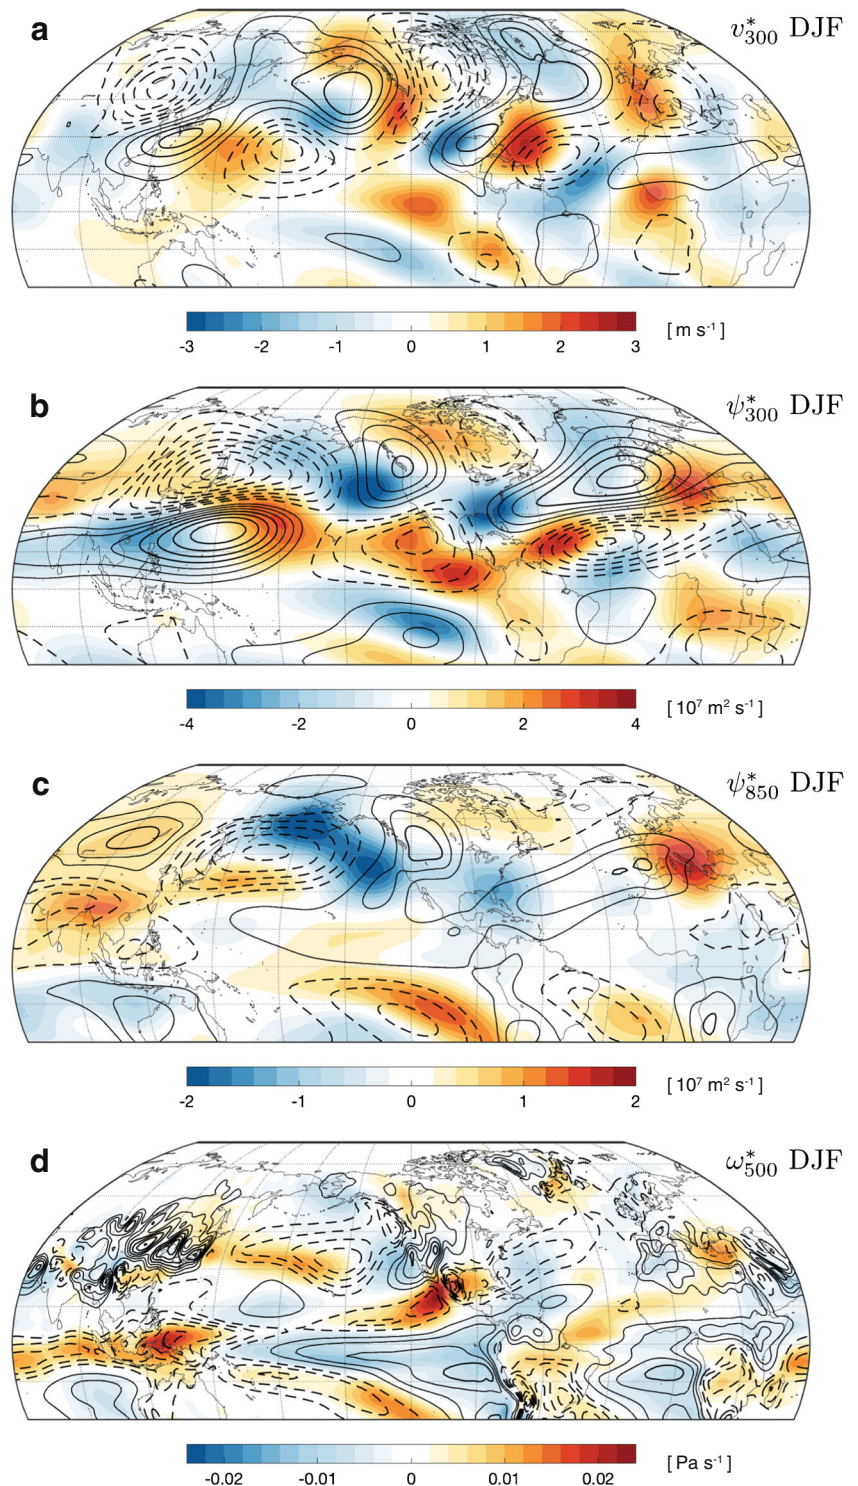 a
v*300 DJF
-3 -2 -1 0 1 2 3 [ m s-1 ]
b
ψ*300 DJF
-4 -2 0 2 4 [ 10⁷ m² s-1 ]
c
ψ*850 DJF
-2 -1 0 1 2 [ 10⁷ m² s-1 ]
d
ω*500 DJF
-0.02 -0.01 0 0.01 0.02 [ Pa s-1 ]